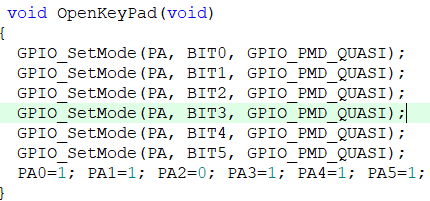 void OpenKeyPad(void)
{
GPIO_SetMode(PA, BIT0, GPIO_PMD_QUASI);
GPIO_SetMode(PA, BIT1, GPIO_PMD_QUASI);
GPIO_SetMode(PA, BIT2, GPIO_PMD_QUASI);
GPIO_SetMode(PA, BIT3, GPIO_PMD_QUASI);
GPIO_SetMode(PA, BIT4, GPIO_PMD_QUASI);
GPIO_SetMode(PA, BIT5, GPIO_PMD_QUASI);
PA0=1; PA1=1; PA2=0; PA3=1; PA4=1; PA5=1;
}